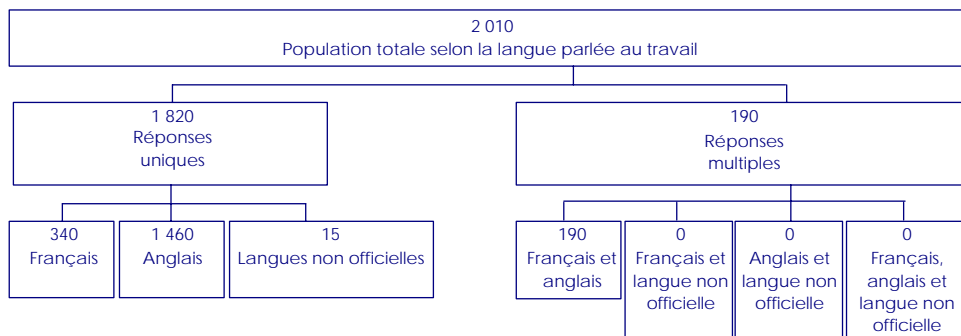 2 010
Population totale selon la langue parlée au travail
1 820
Réponses
uniques
190
Réponses
multiples
340
Français
1 460
Anglais
15
Langues non officielles
190
Français et
anglais
0
Français et
langue non
officielle
0
Anglais et
langue non
officielle
0
Français,
anglais et
langue non
officielle